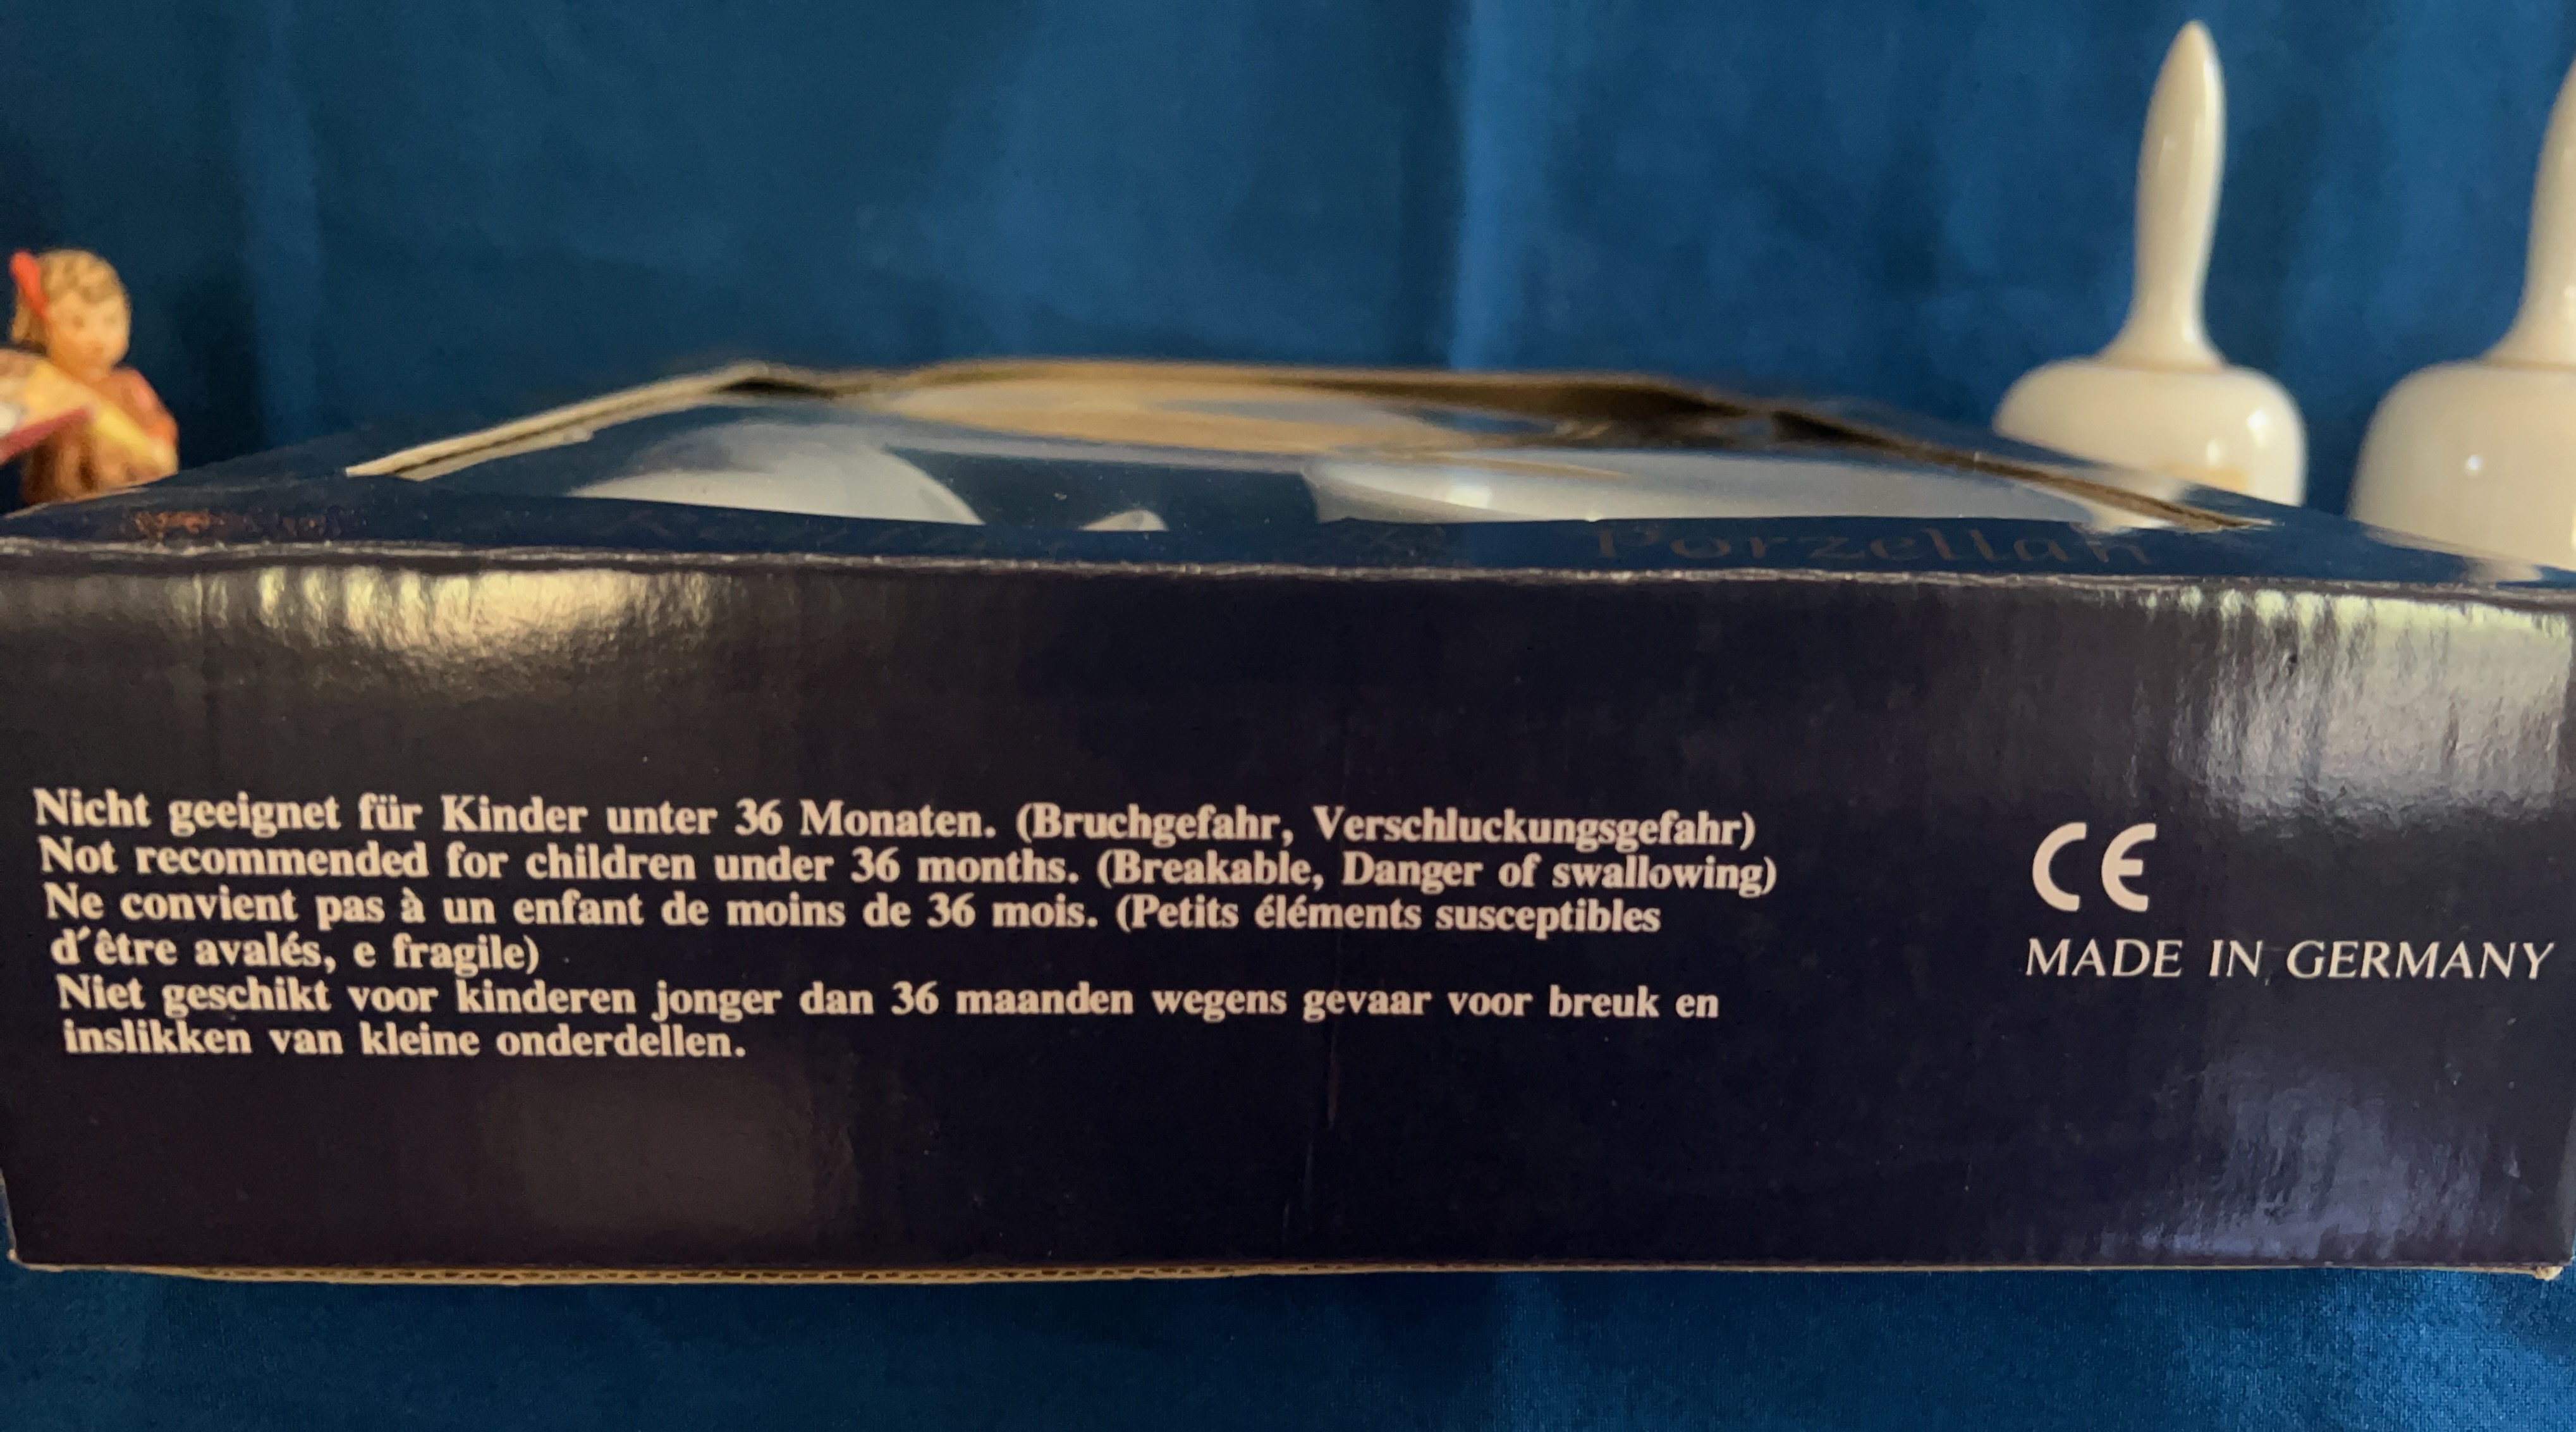 Porzellan
Nicht geeignet für Kinder unter 36 Monaten. (Bruchgefahr, Verschluckungsgefahr)
Not recommended for children under 36 months. (Breakable, Danger of swallowing)
Ne convient pas à un enfant de moins de 36 mois. (Petits éléments susceptibles
d´être avalés, e fragile)
Niet geschikt voor kinderen jonger dan 36 maanden wegens gevaar voor breuk en
inslikken van kleine onderdellen.
CE
MADE IN GERMANY